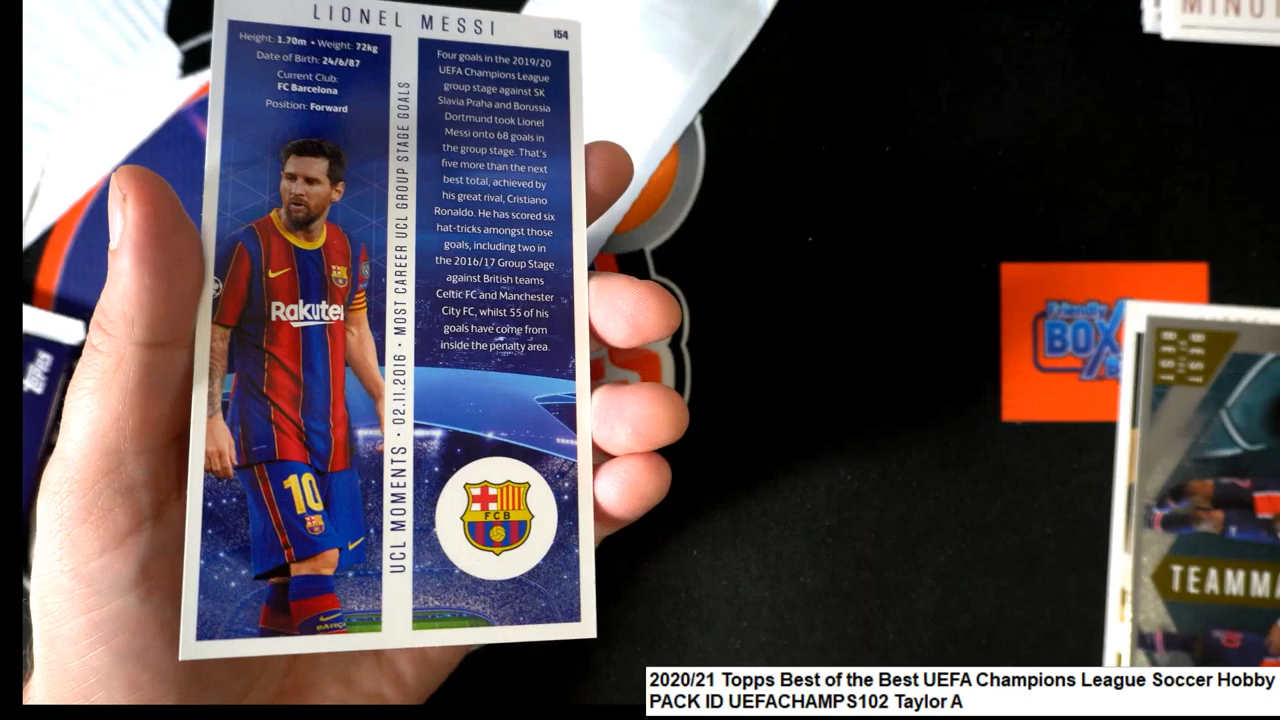 LIONEL MESSI
154
Height: 1.70m • Weight: 72kg
Date of Birth: 24/6/87
Current Club:
FC Barcelona
Position: Forward
UCL MOMENTS • 02.11.2016 • MOST CAREER UCL GROUP STAGE GOALS
Four goals in the 2019/20
UEFA Champions League
group stage against SK
Slavia Praha and Borussia
Dortmund took Lionel
Messi onto 68 goals in
the group stage. That's
five more than the next
best total, achieved by
his great rival, Cristiano
Ronaldo. He has scored six
hat-tricks amongst those
goals, including two in
the 2016/17 Group Stage
against British teams
Celtic FC and Manchester
City FC, whilst 55 of his
goals have come from
inside the penalty area.
Rakuten
10
FCB
topps
Friendly
BOX
BEST
BEST
TEAMMA
2020/21 Topps Best of the Best UEFA Champions League Soccer Hobby
PACK ID UEFACHAMPS102 Taylor A